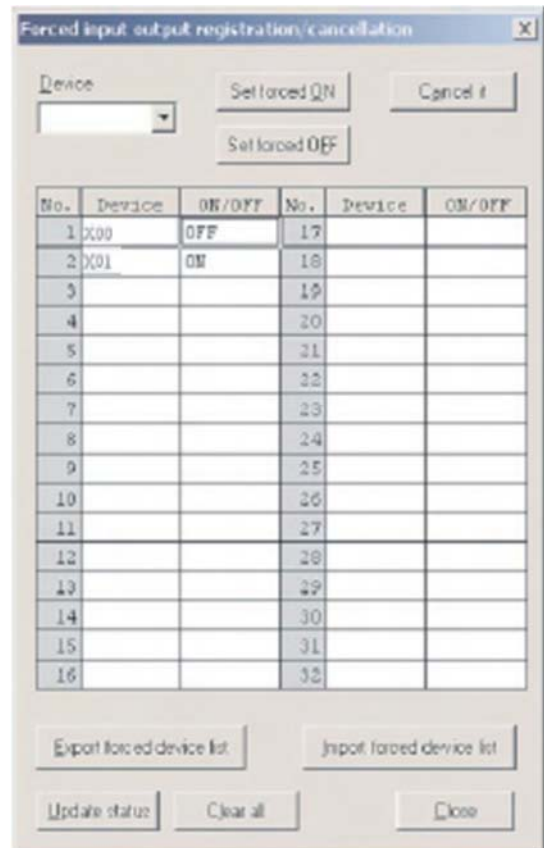 Forced input output registration/cancellation
Device
Set forced ON
Cancel it
Set forced OFF
No. Device ON/OFF No. Device ON/OFF
1 X00 OFF 17
2 X01 ON 18
3 19
4 20
5 21
6 22
7 23
8 24
9 25
10 26
11 27
12 28
13 29
14 30
15 31
16 32
Export forced device list
Import forced device list
Update status
Clear all
Close